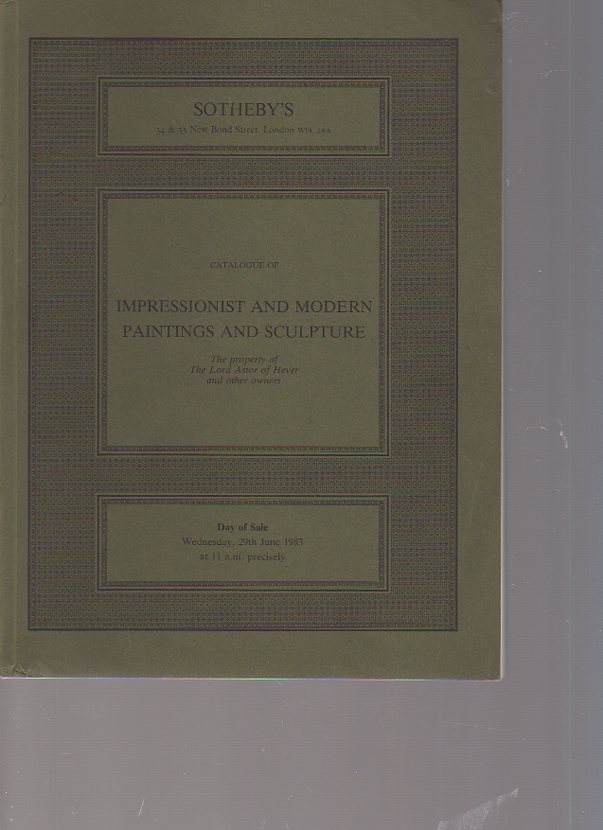 SOTHEBY'S
34 & 35 New Bond Street, London W1A 2AA
CATALOGUE OF
IMPRESSIONIST AND MODERN
PAINTINGS AND SCULPTURE
The property of
The Lord Astor of Hever
and other owners
Day of Sale
Wednesday, 29th June 1983
at 11 a.m. precisely